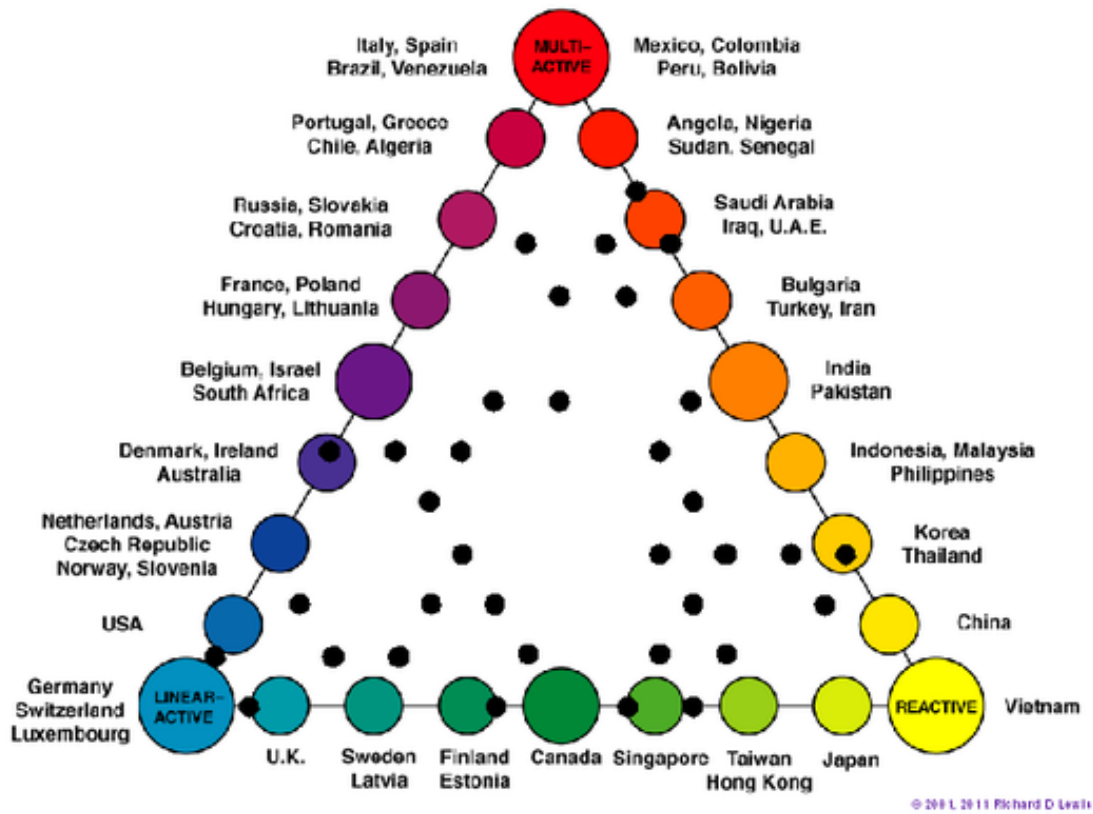 Italy, Spain
Brazil, Venezuela
MULTI-
ACTIVE
Mexico, Colombia
Peru, Bolivia
Portugal, Greece
Chile, Algeria
Angola, Nigeria
Sudan. Senegal
Russia, Slovakia
Croatia, Romania
Saudi Arabia
Iraq, U.A.E.
France, Poland
Hungary, Lithuania
Bulgaria
Turkey, Iran
Belgium, Israel
South Africa
India
Pakistan
Denmark, Ireland
Australia
Indonesia, Malaysia
Philippines
Netherlands, Austria
Czech Republic
Norway, Slovenia
Korea
Thailand
USA
China
Germany
Switzerland
Luxembourg
LINEAR-
ACTIVE
REACTIVE
Vietnam
U.K.
Sweden
Latvia
Finland
Estonia
Canada
Singapore
Taiwan
Hong Kong
Japan
© 2001, 2011 Richard D Lewis